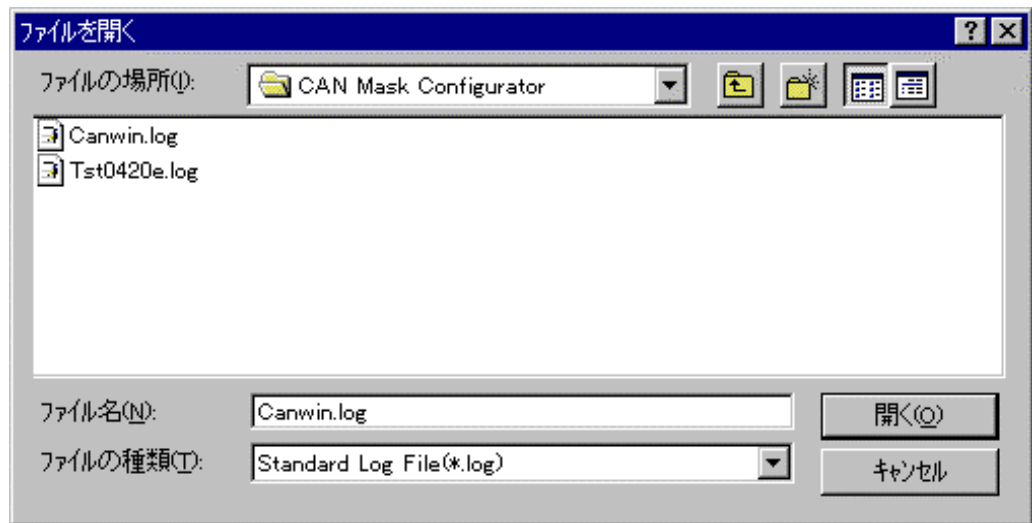 ファイルを開く
ファイルの場所(I): CAN Mask Configurator
Canwin.log
Tst0420e.log
ファイル名(N): Canwin.log 開く(O)
ファイルの種類(T): Standard Log File(*.log) キャンセル